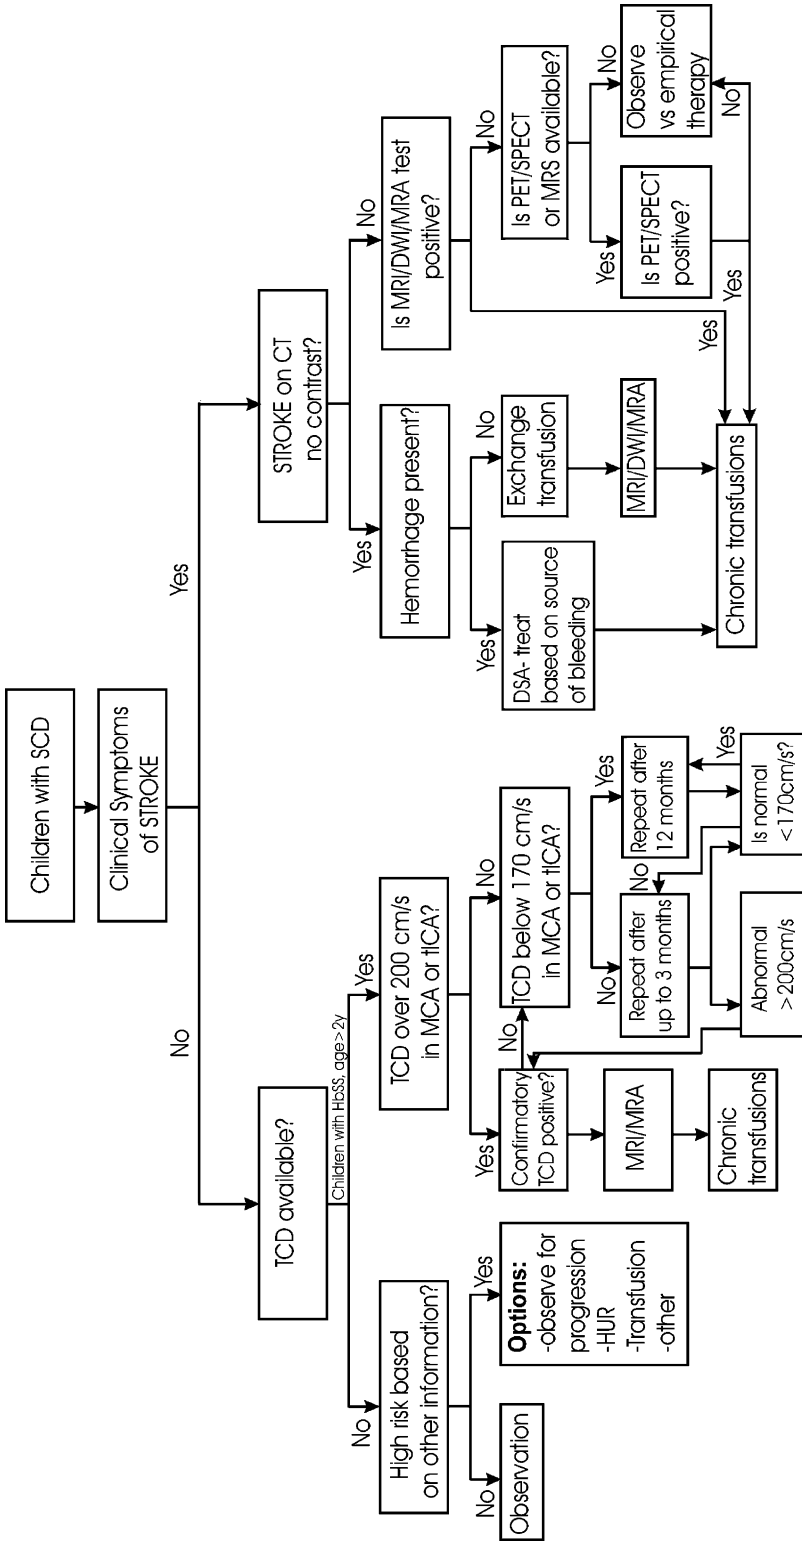 Children with SCD
Clinical Symptoms
of STROKE
No
Yes
TCD available?
STROKE on CT
no contrast?
Children with HbSS, age>2y
No
Yes
Yes
No
High risk based
on other information?
TCD over 200 cm/s
in MCA or tICA?
Hemorrhage present?
Is MRI/DWI/MRA test
positive?
No
Yes
Yes
No
Yes
No
Yes
No
Observation
Options:
-observe for
progression
-HUR
-Transfusion
-other
Confirmatory
TCD positive?
No
TCD below 170 cm/s
in MCA or tICA?
DSA- treat
based on source
of bleeding
Exchange
transfusion
Is PET/SPECT
or MRS available?
No
Yes
Yes
No
MRI/MRA
Repeat after
up to 3 months
No
Repeat after
12 months
MRI/DWI/MRA
Is PET/SPECT
positive?
Observe
vs empirical
therapy
Yes
Yes
Yes
No
Chronic
transfusions
Abnormal
>200cm/s
Is normal
<170cm/s?
Chronic transfusions